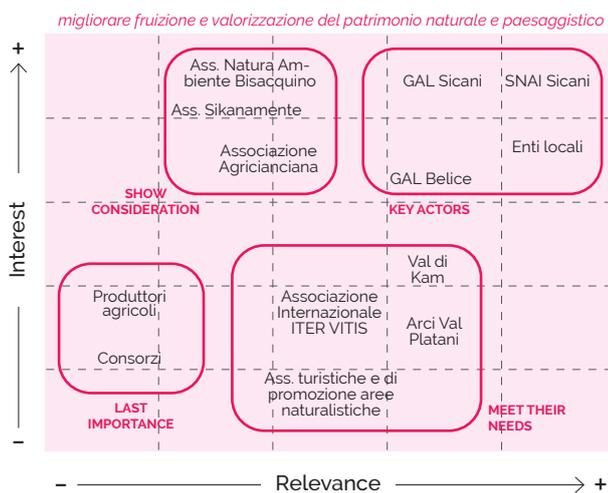 migliorare fruizione e valorizzazione del patrimonio naturale e paesaggistico
+
Ass. Natura Am-
biente Bisacquino
Ass. Sikanamente
Associazione
Agricianciana
SHOW
CONSIDERATION
GAL Sicani
SNAI Sicani
Enti locali
GAL Belice
KEY ACTORS
Interest
Produttori
agricoli
Consorzi
LAST
IMPORTANCE
Val di
Kam
Associazione
Internazionale
ITER VITIS
Arci Val
Platani
Ass. turistiche e di
promozione aree
naturalistiche
MEET THEIR
NEEDS
–
– Relevance +